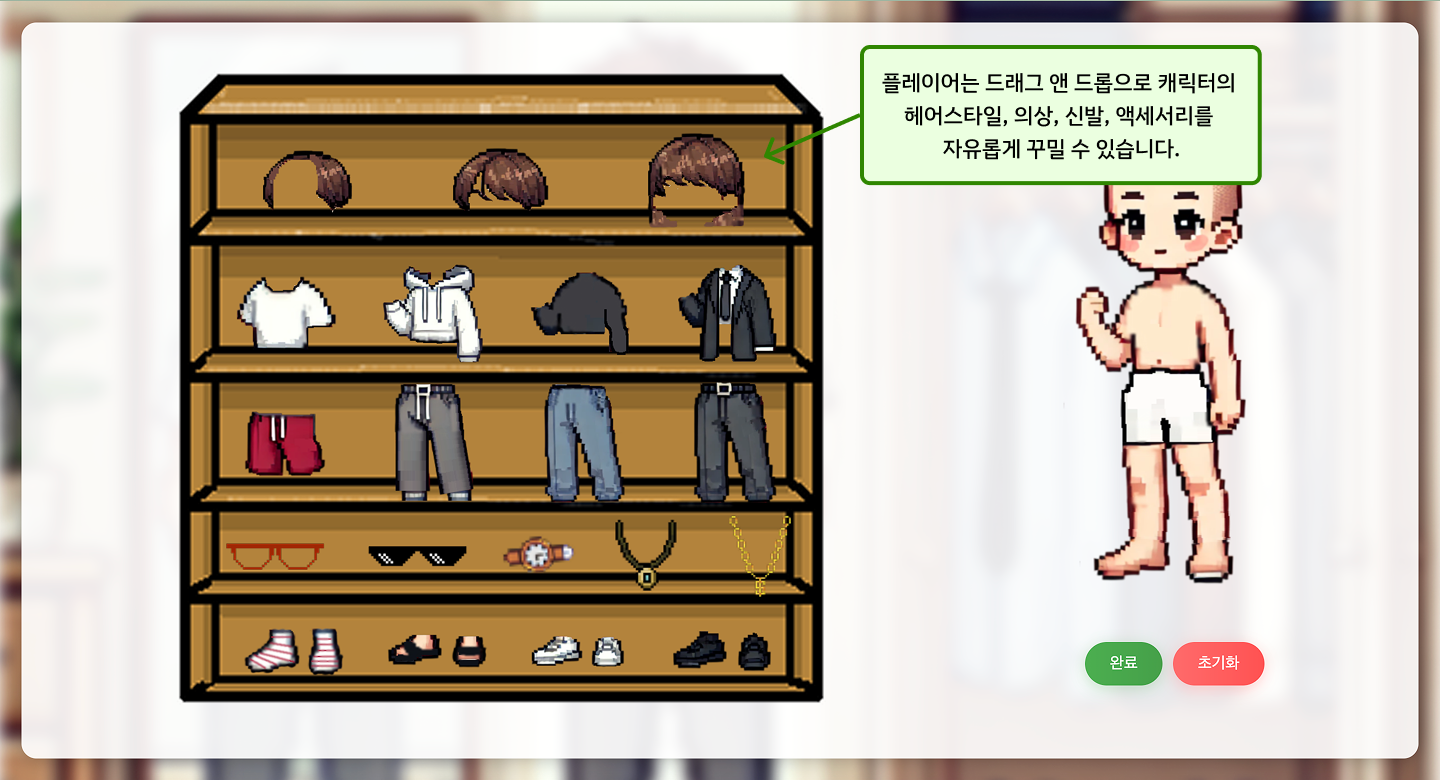 플레이어는 드래그 앤 드롭으로 캐릭터의
헤어스타일, 의상, 신발, 액세서리를
자유롭게 꾸밀 수 있습니다.
완료
초기화